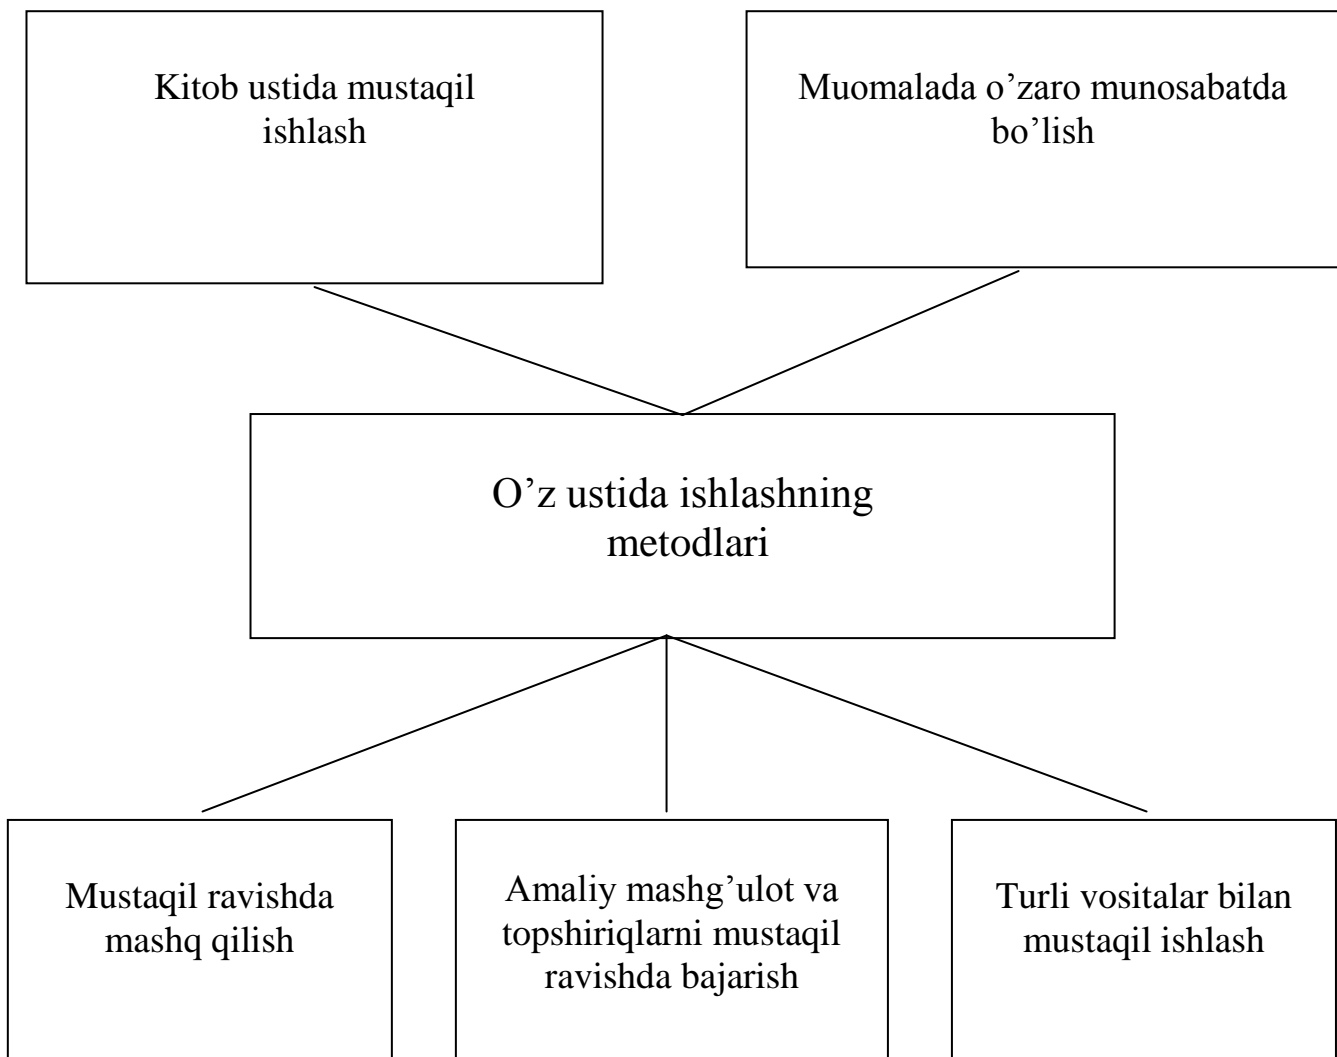 Kitob ustida mustaqil
ishlash
Muomalada o’zaro munosabatda
bo’lish
O’z ustida ishlashning
metodlari
Mustaqil ravishda
mashq qilish
Amaliy mashg’ulot va
topshiriqlarni mustaqil
ravishda bajarish
Turli vositalar bilan
mustaqil ishlash